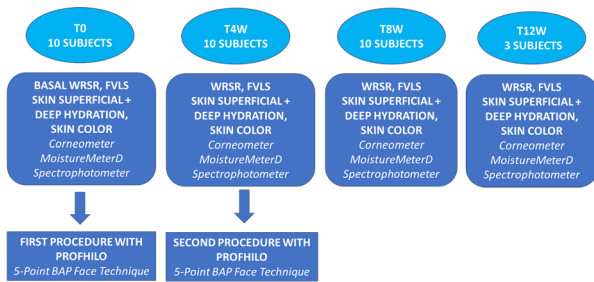 T0
10 SUBJECTS
T4W
10 SUBJECTS
T8W
10 SUBJECTS
T12W
3 SUBJECTS
BASAL WRSR, FVLS
SKIN SUPERFICIAL +
DEEP HYDRATION,
SKIN COLOR
Corneometer
MoistureMeterD
Spectrophotometer
WRSR, FVLS
SKIN SUPERFICIAL +
DEEP HYDRATION,
SKIN COLOR
Corneometer
MoistureMeterD
Spectrophotometer
WRSR, FVLS
SKIN SUPERFICIAL +
DEEP HYDRATION,
SKIN COLOR
Corneometer
MoistureMeterD
Spectrophotometer
WRSR, FVLS
SKIN SUPERFICIAL +
DEEP HYDRATION,
SKIN COLOR
Corneometer
MoistureMeterD
Spectrophotometer
FIRST PROCEDURE WITH
PROFHILO
5-Point BAP Face Technique
SECOND PROCEDURE WITH
PROFHILO
5-Point BAP Face Technique